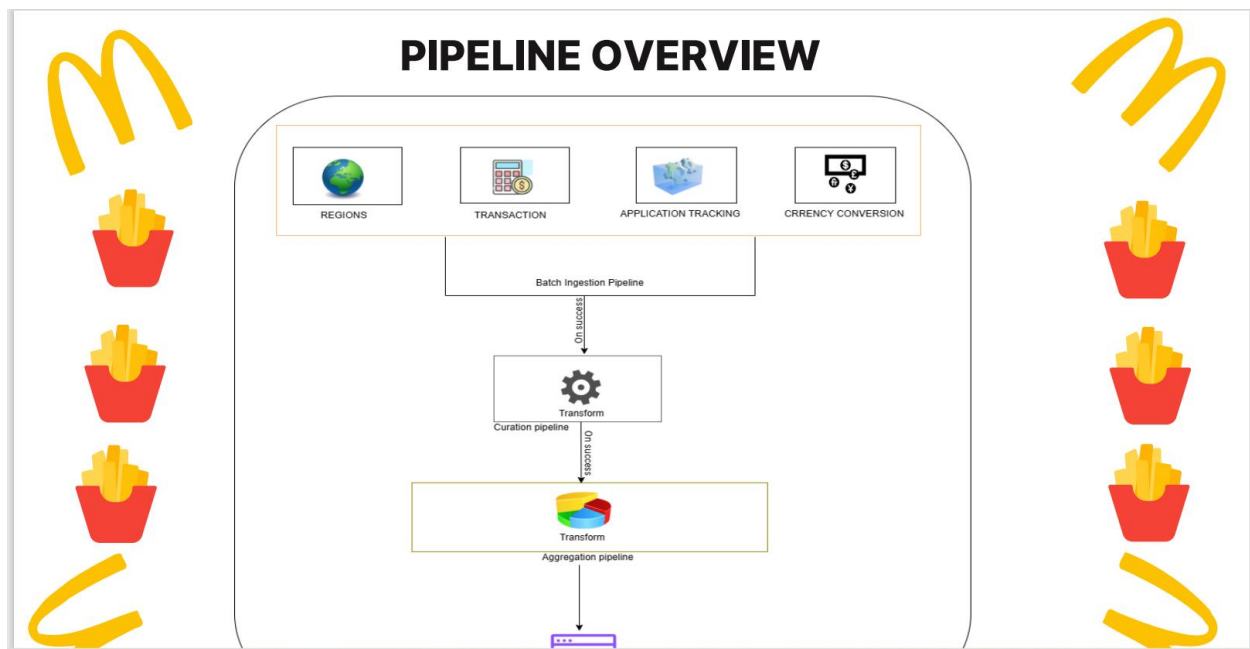 PIPELINE OVERVIEW
REGIONS
TRANSACTION
APPLICATION TRACKING
CRRENCY CONVERSION
Batch Ingestion Pipeline
On success
Transform
Curation pipeline
On success
Transform
Aggregation pipeline